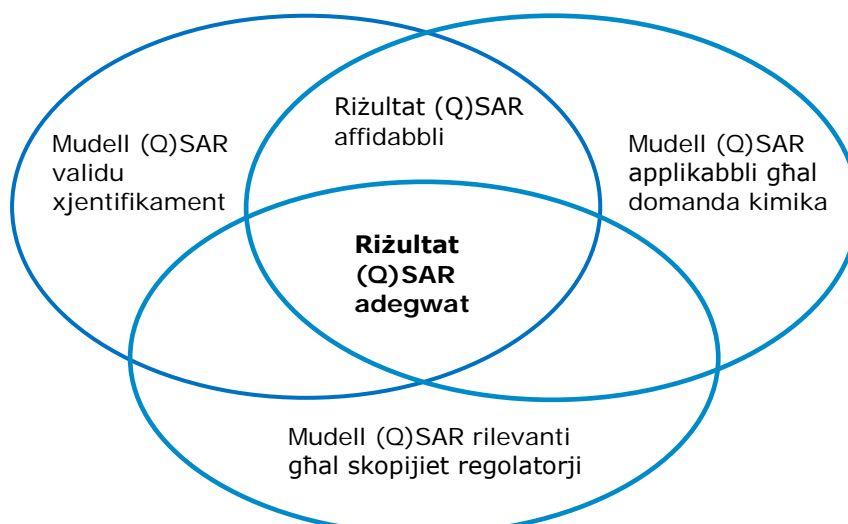 Mudell (Q)SAR
validu
xjentifikament
Riżultat (Q)SAR
affidabbli
Mudell (Q)SAR
applikabbli għal
domanda kimika
Riżultat
(Q)SAR
adegwat
Mudell (Q)SAR rilevanti
għal skopijiet regolatorji